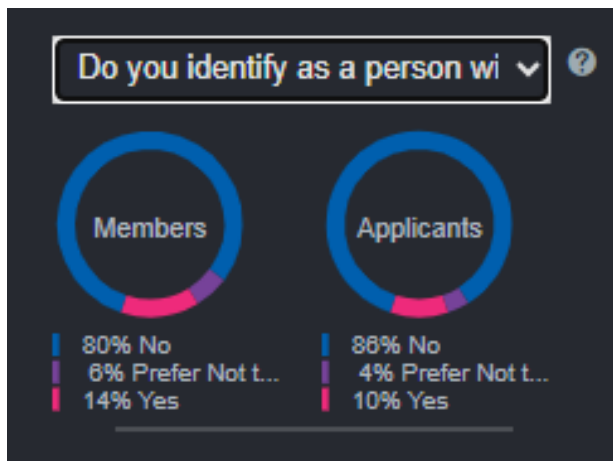 Do you identify as a person wi
?
Members
Applicants
80% No
6% Prefer Not t...
14% Yes
86% No
4% Prefer Not t...
10% Yes